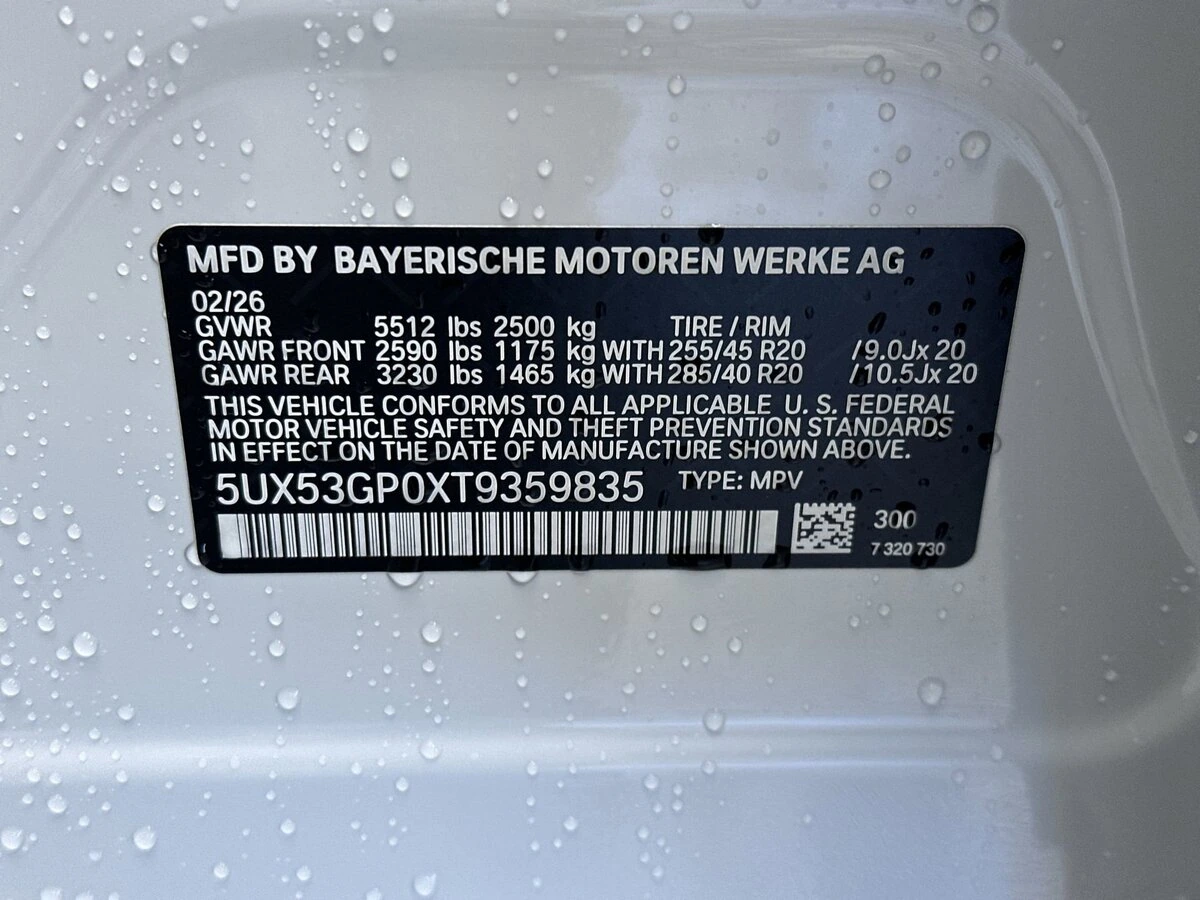 MFD BY BAYERISCHE MOTOREN WERKE AG
02/26
GVWR 5512 lbs 2500 kg TIRE / RIM
GAWR FRONT 2590 lbs 1175 kg WITH 255/45 R20 /9.0Jx 20
GAWR REAR 3230 lbs 1465 kg WITH 285/40 R20 /10.5Jx 20
THIS VEHICLE CONFORMS TO ALL APPLICABLE U. S. FEDERAL
MOTOR VEHICLE SAFETY AND THEFT PREVENTION STANDARDS
IN EFFECT ON THE DATE OF MANUFACTURE SHOWN ABOVE.
5UX53GP0XT9359835 TYPE: MPV
300
7 320 730